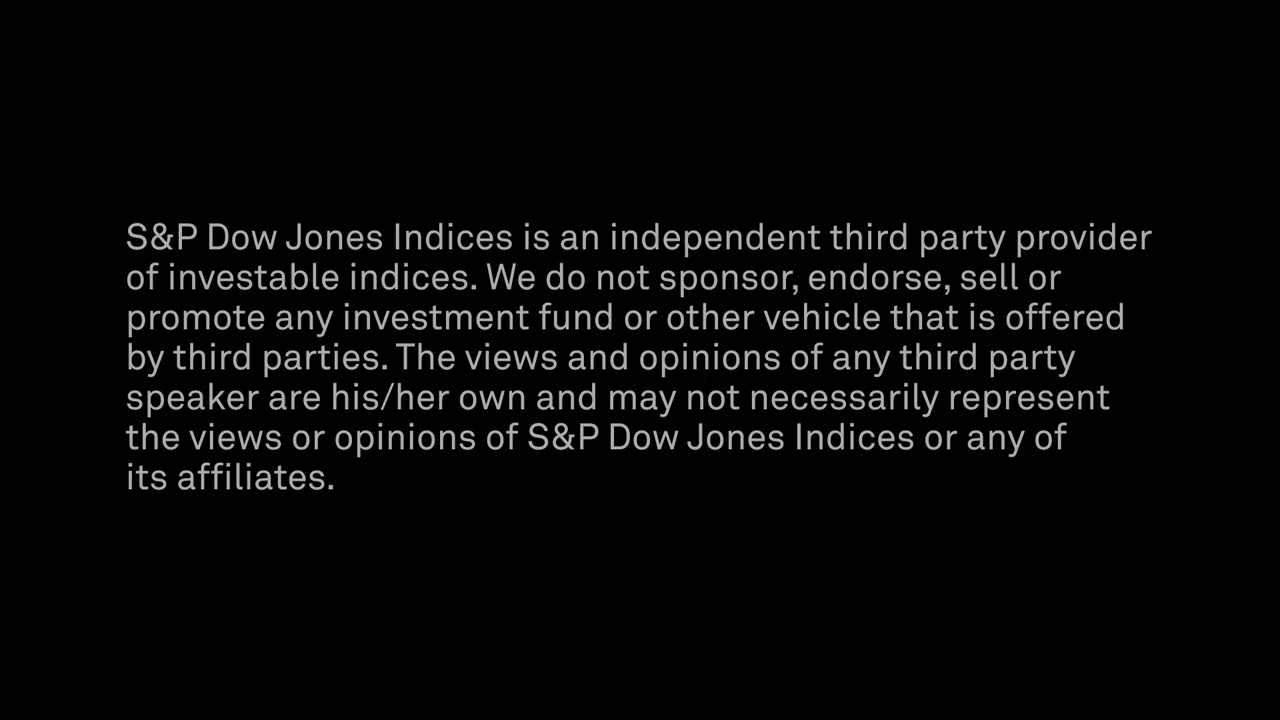 S&P Dow Jones Indices is an independent third party provider
of investable indices. We do not sponsor, endorse, sell or
promote any investment fund or other vehicle that is offered
by third parties. The views and opinions of any third party
speaker are his/her own and may not necessarily represent
the views or opinions of S&P Dow Jones Indices or any of
its affiliates.